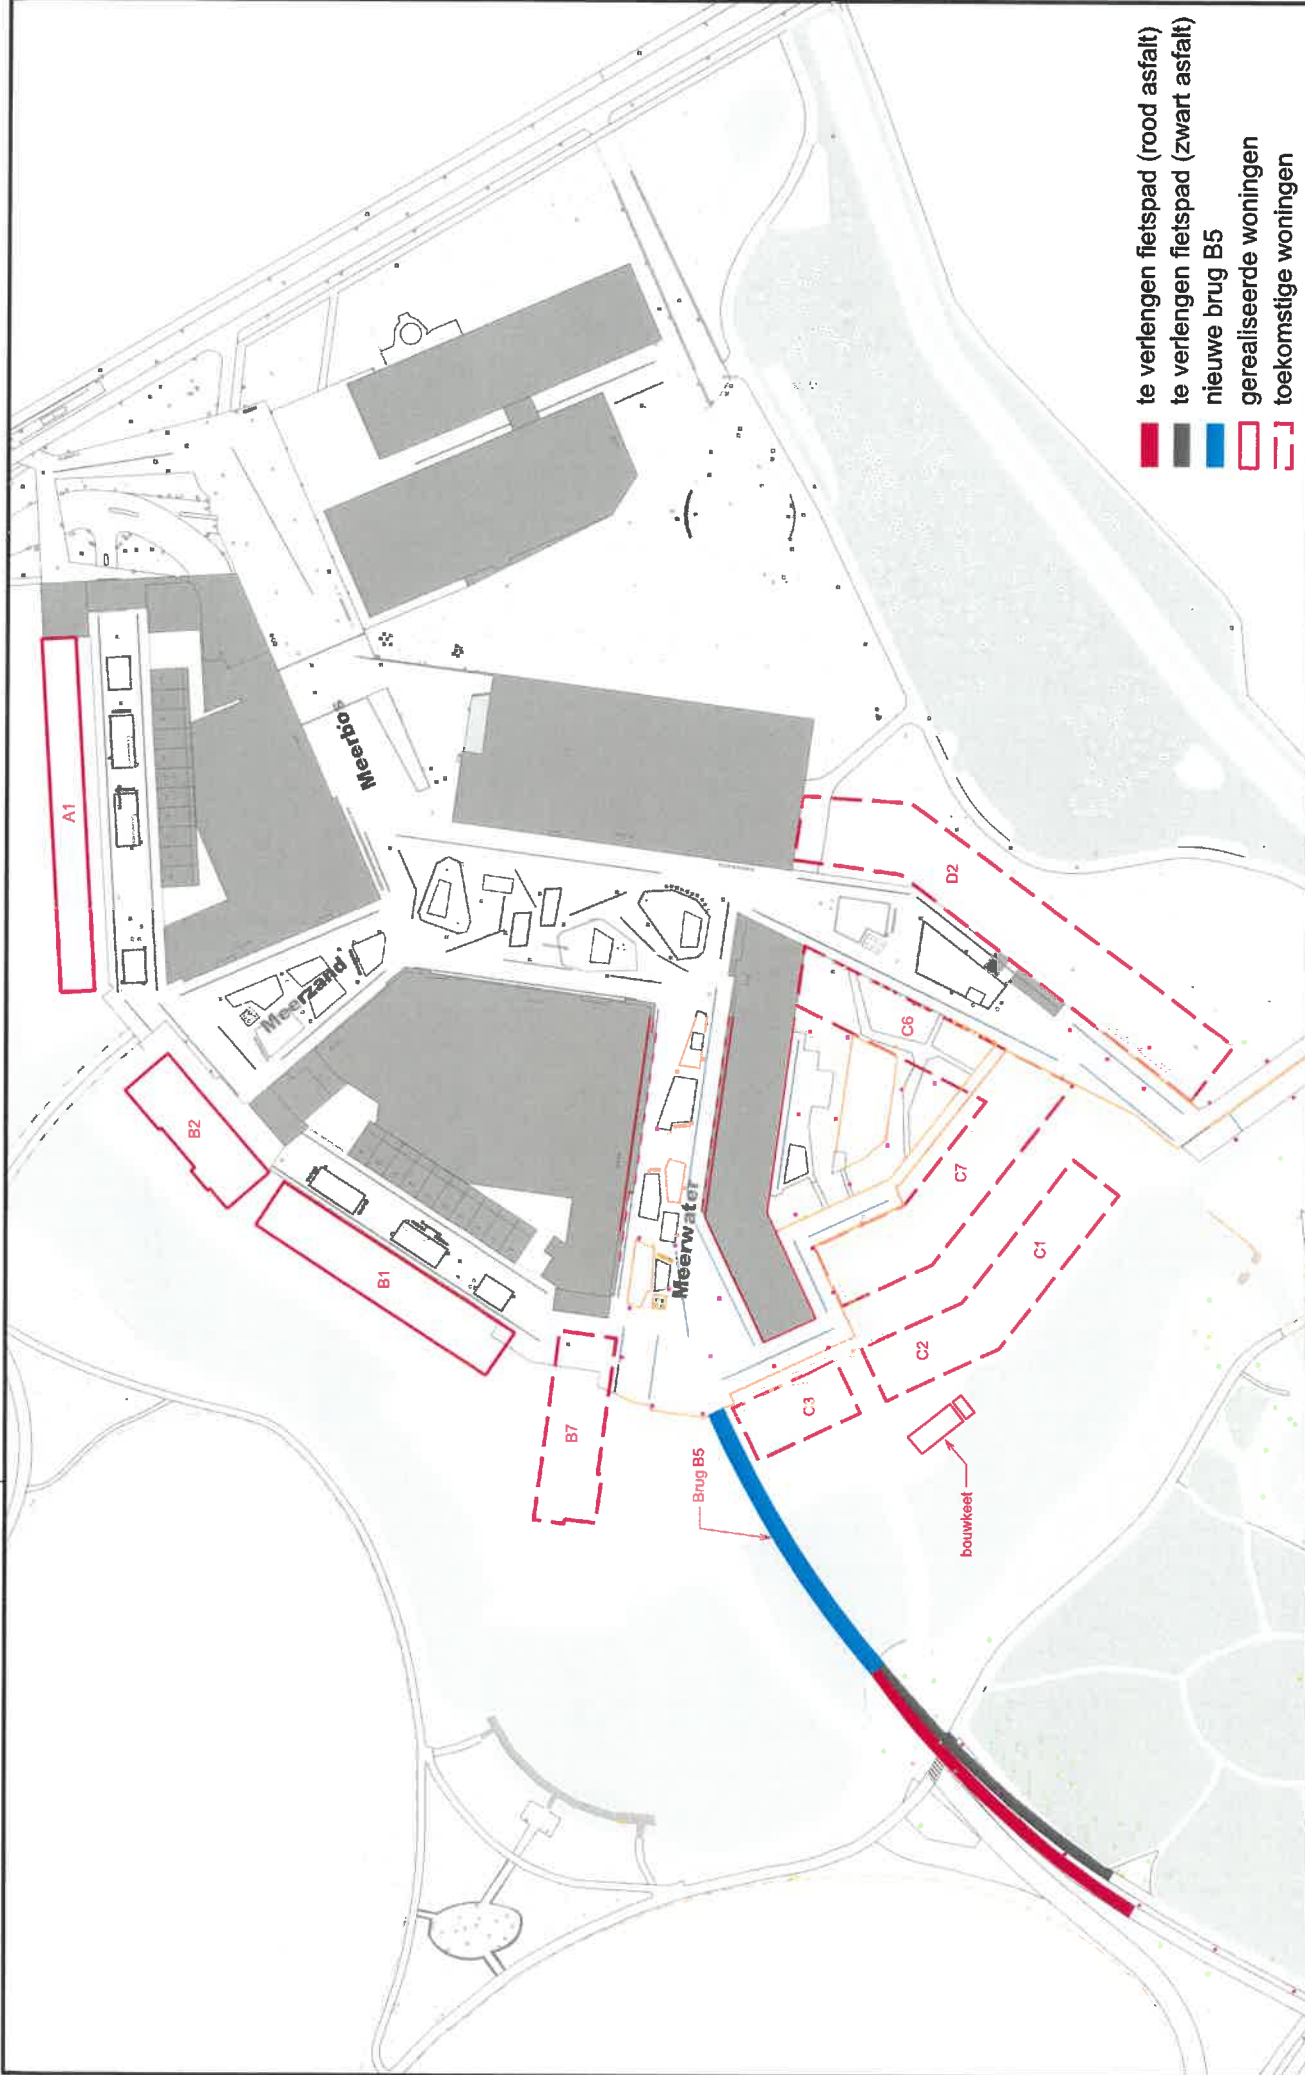 te verlengen fietspad (rood asfalt)
te verlengen fietspad (zwart asfalt)
nieuwe brug B5
gerealiseerde woningen
toekomstige woningen
A1
B2
B1
B7
Meerbos
Meerzand
Meerwater
D2
C6
C7
C1
C2
C3
Brug B5
bouwkeet